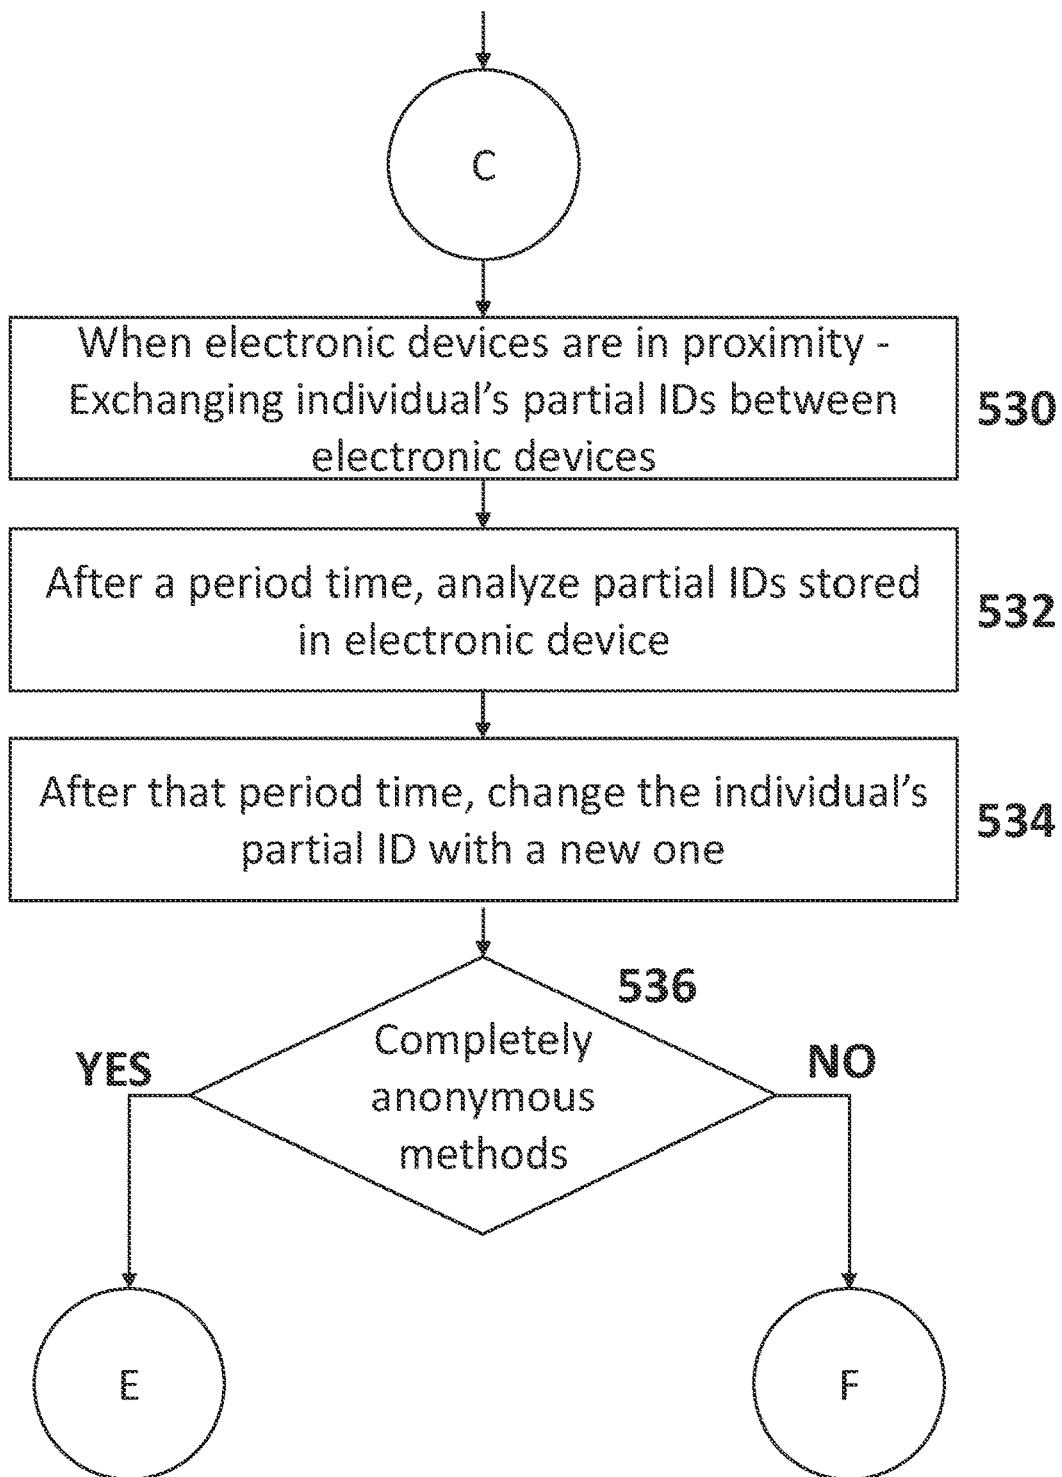 C
When electronic devices are in proximity -
Exchanging individual's partial IDs between
electronic devices
530
After a period time, analyze partial IDs stored
in electronic device
532
After that period time, change the individual's
partial ID with a new one
534
536
Completely
anonymous
methods
YES
NO
E
F